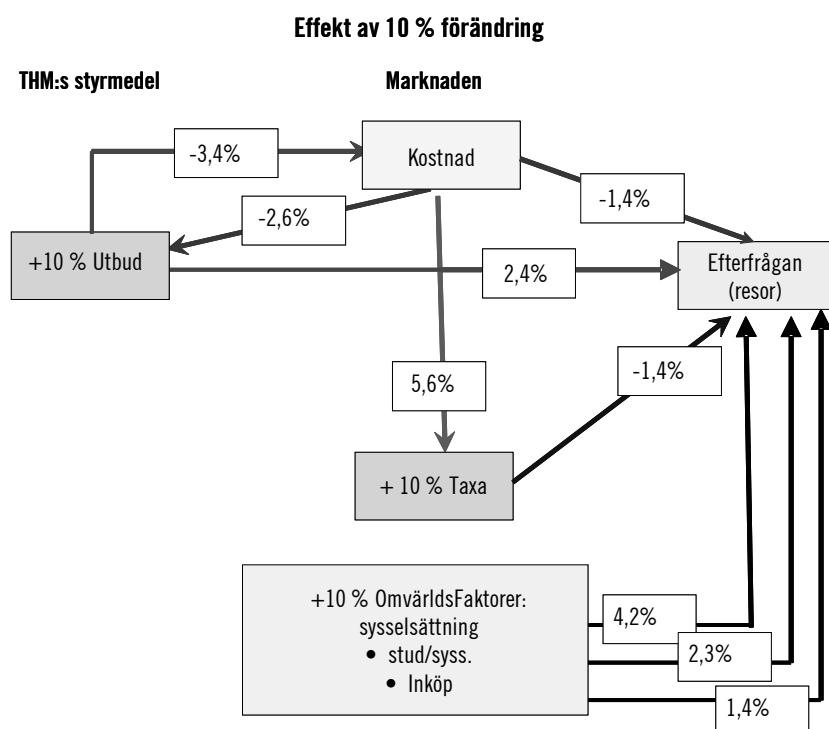 Effekt av 10 % förändring
THM:s styrmedel
Marknaden
-3,4%
Kostnad
-2,6%
-1,4%
+10 % Utbud
2,4%
Efterfrågan
(resor)
5,6%
-1,4%
+ 10 % Taxa
+10 % OmvärldsFaktorer:
sysselsättning
• stud/syss.
• Inköp
4,2%
2,3%
1,4%